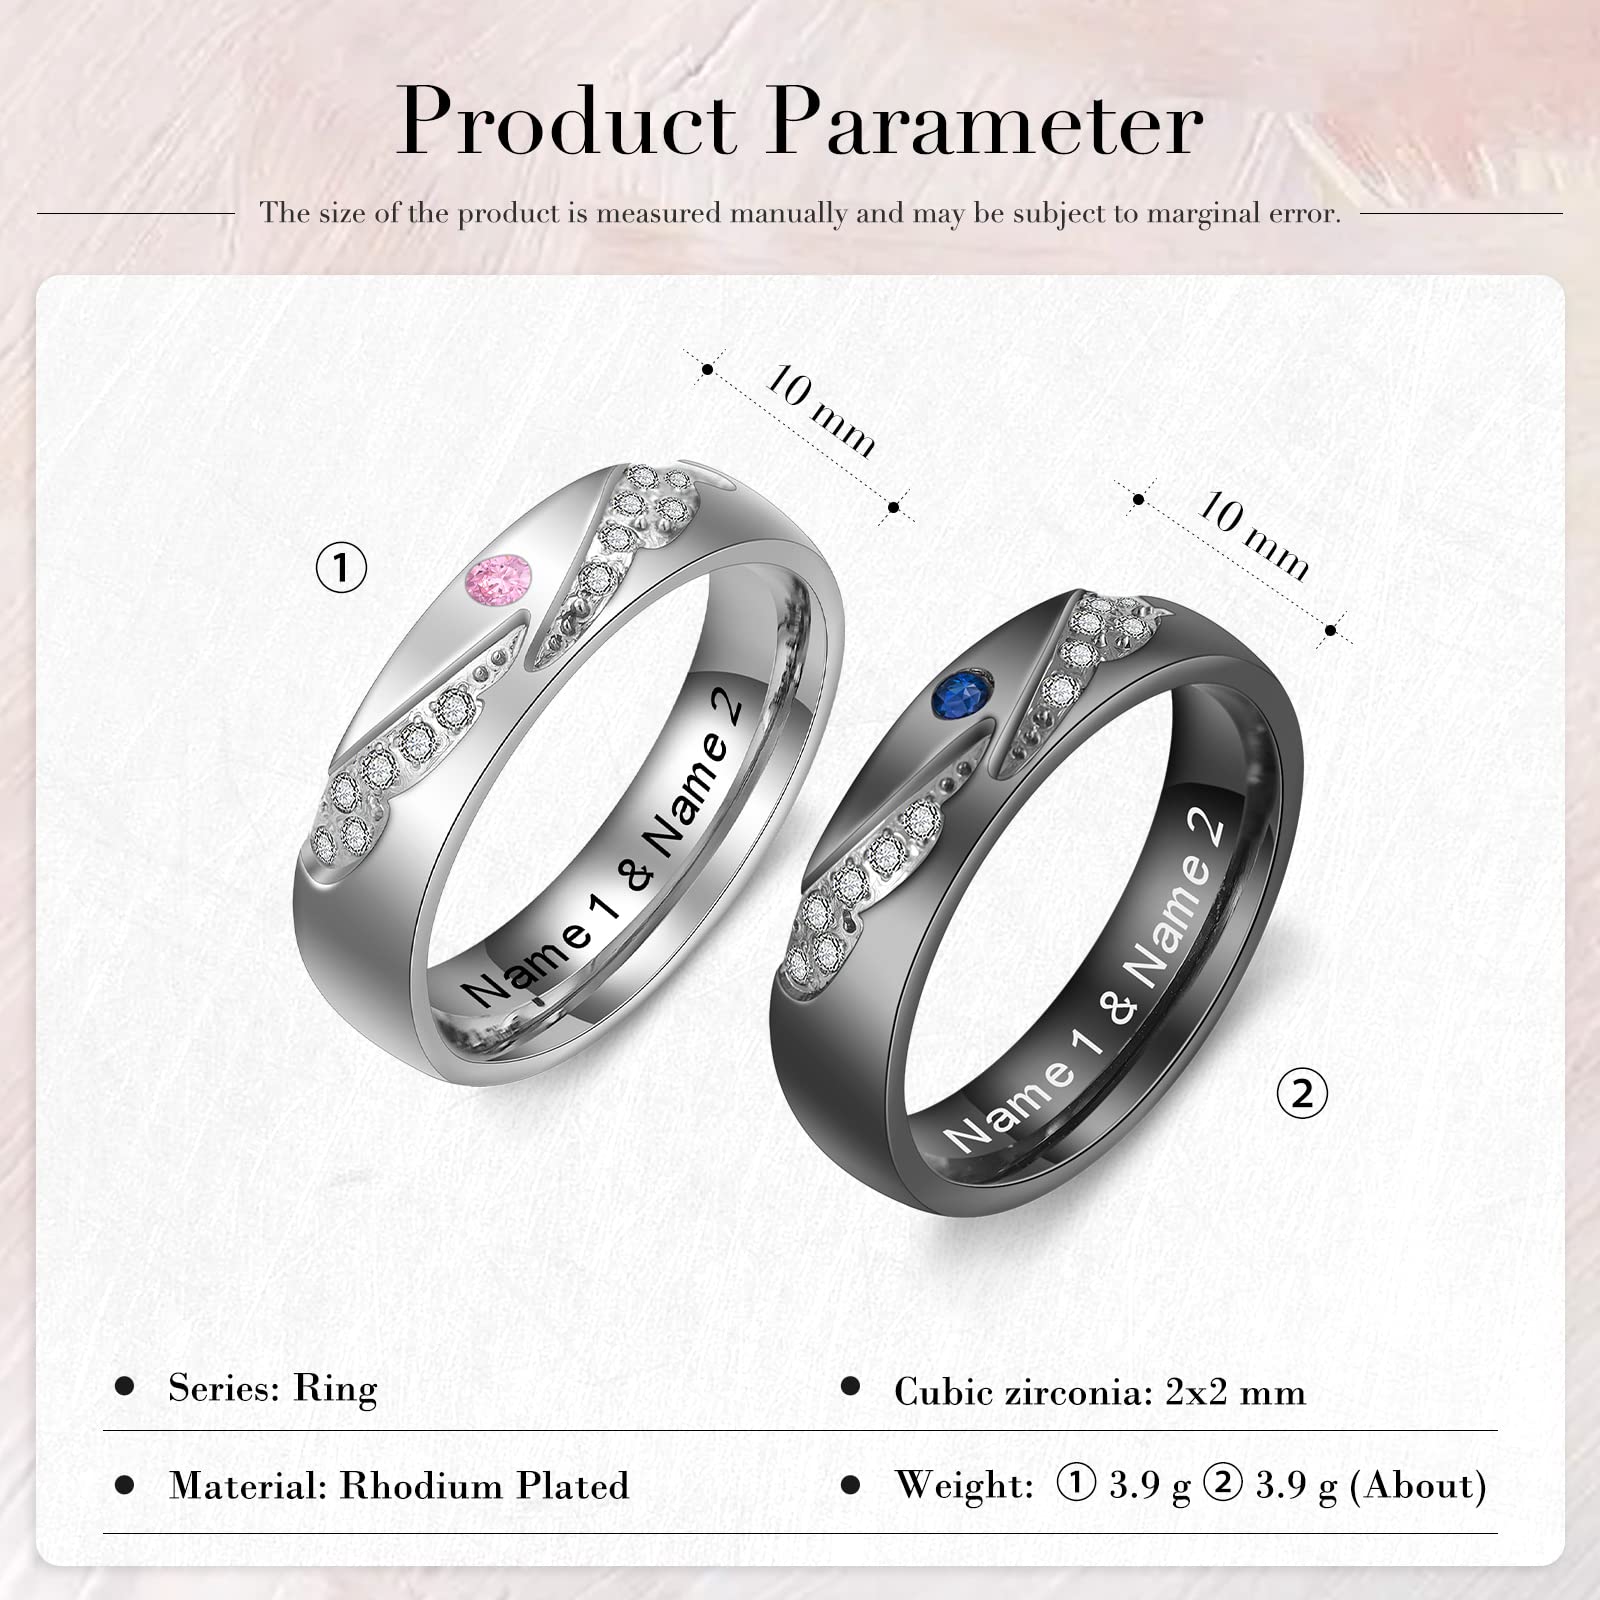 Product Parameter
The size of the product is measured manually and may be subject to marginal error.
10 mm
10 mm
①
Name 1 & Name 2
Name 1 & Name 2
②
Series: Ring
Cubic zirconia: 2x2 mm
Material: Rhodium Plated
Weight: ① 3.9 g ② 3.9 g (About)